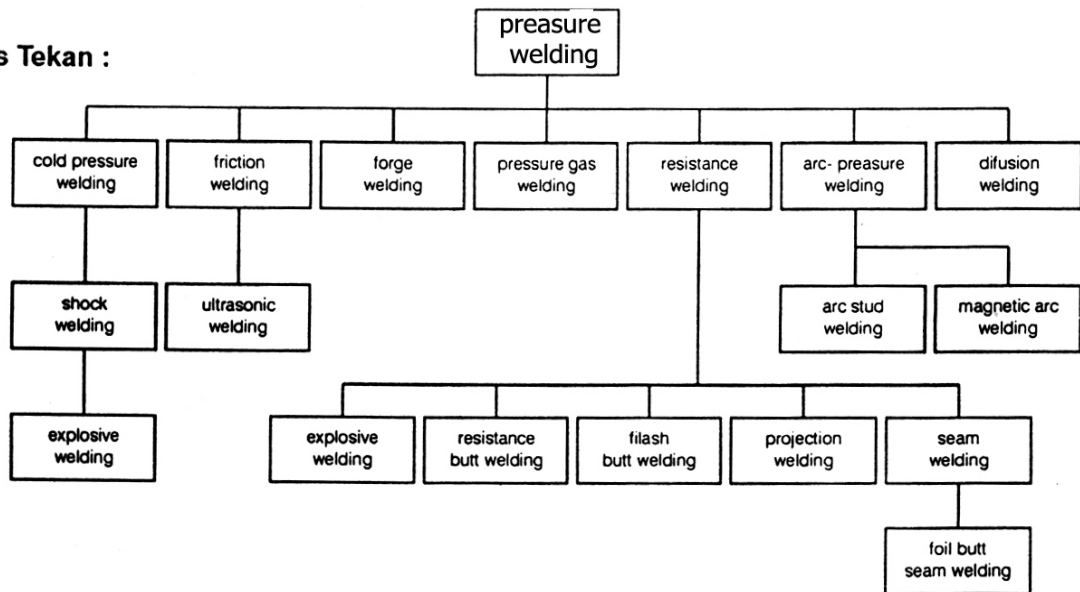 s Tekan :
preasure
welding
cold pressure
welding
friction
welding
forge
welding
pressure gas
welding
resistance
welding
arc- preasure
welding
difusion
welding
shock
welding
ultrasonic
welding
arc stud
welding
magnetic arc
welding
explosive
welding
explosive
welding
resistance
butt welding
filash
butt welding
projection
welding
seam
welding
foil butt
seam welding